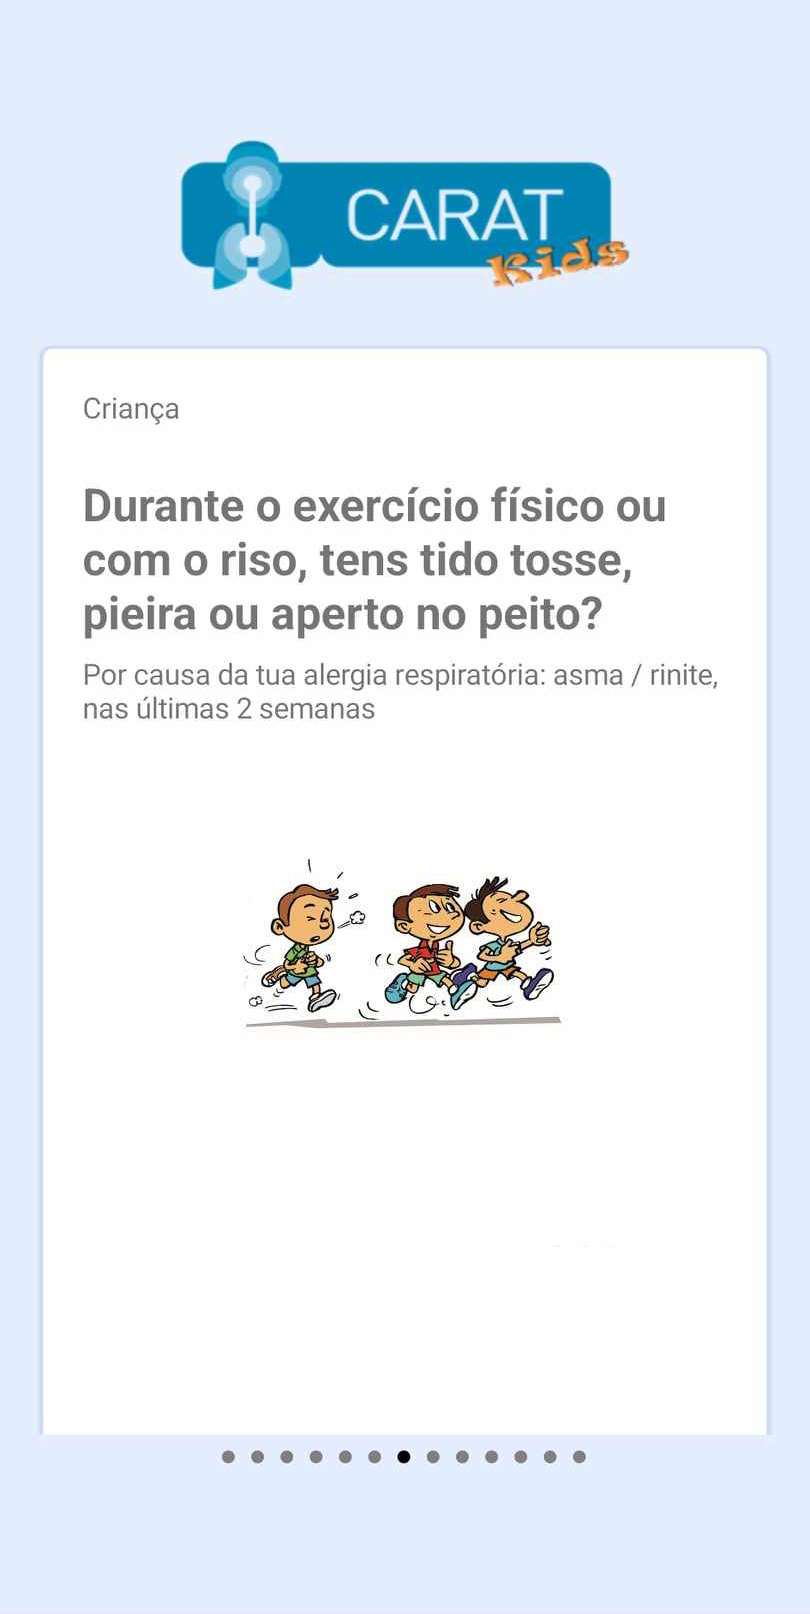 CARAT
Kids
Criança
Durante o exercício físico ou
com o riso, tens tido tosse,
pieira ou aperto no peito?
Por causa da tua alergia respiratória: asma / rinite,
nas últimas 2 semanas